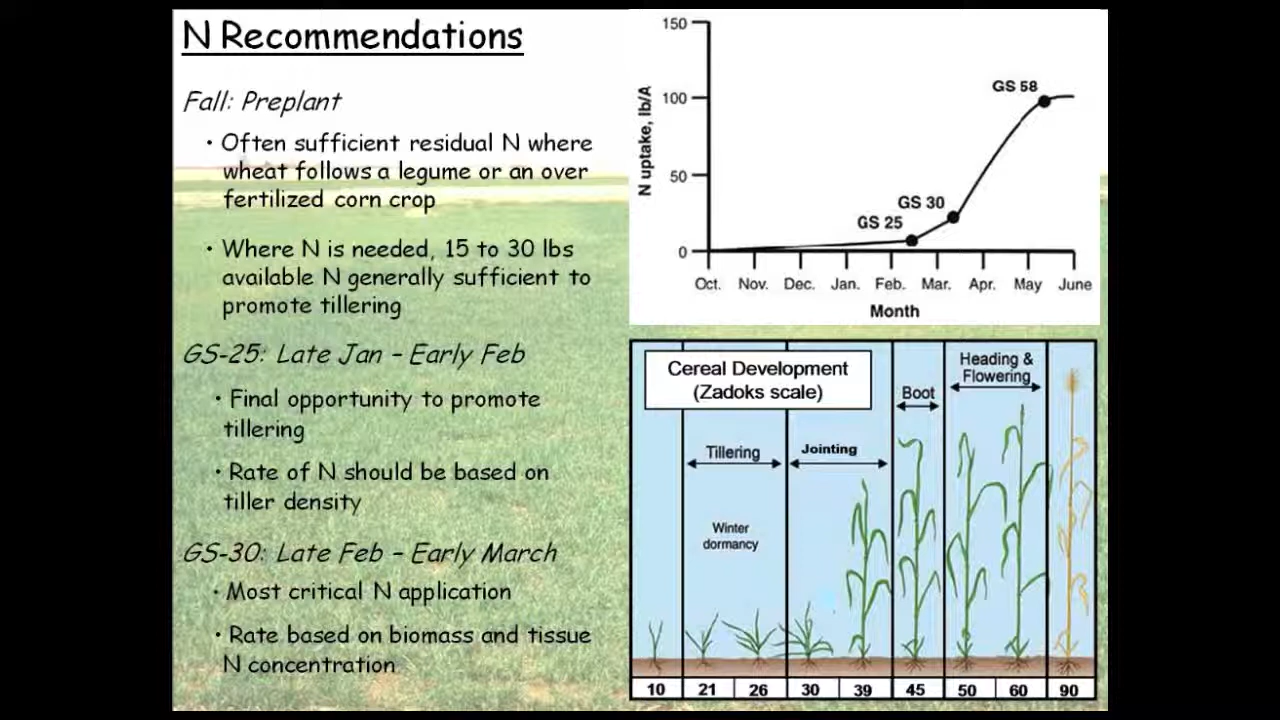 N Recommendations
Fall: Preplant
• Often sufficient residual N where
wheat follows a legume or an over
fertilized corn crop
• Where N is needed, 15 to 30 lbs
available N generally sufficient to
promote tillering
GS-25: Late Jan – Early Feb
• Final opportunity to promote
tillering
• Rate of N should be based on
tiller density
GS-30: Late Feb – Early March
• Most critical N application
• Rate based on biomass and tissue
N concentration
150
100
50
0
N uptake, lb/A
GS 58
GS 30
GS 25
Oct. Nov. Dec. Jan. Feb. Mar. Apr. May June
Month
Cereal Development
(Zadoks scale)
Heading &
Flowering
Boot
Tillering
Jointing
Winter
dormancy
10 21 26 30 39 45 50 60 90